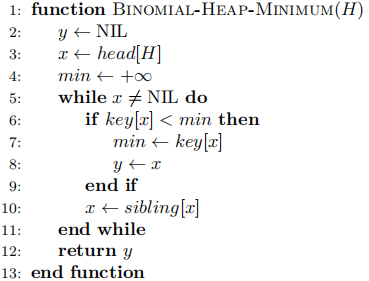 1: function BINOMIAL-HEAP-MINIMUM(H)
2: y ← NIL
3: x ← head[H]
4: min ← +∞
5: while x ≠ NIL do
6: if key[x] < min then
7: min ← key[x]
8: y ← x
9: end if
10: x ← sibling[x]
11: end while
12: return y
13: end function